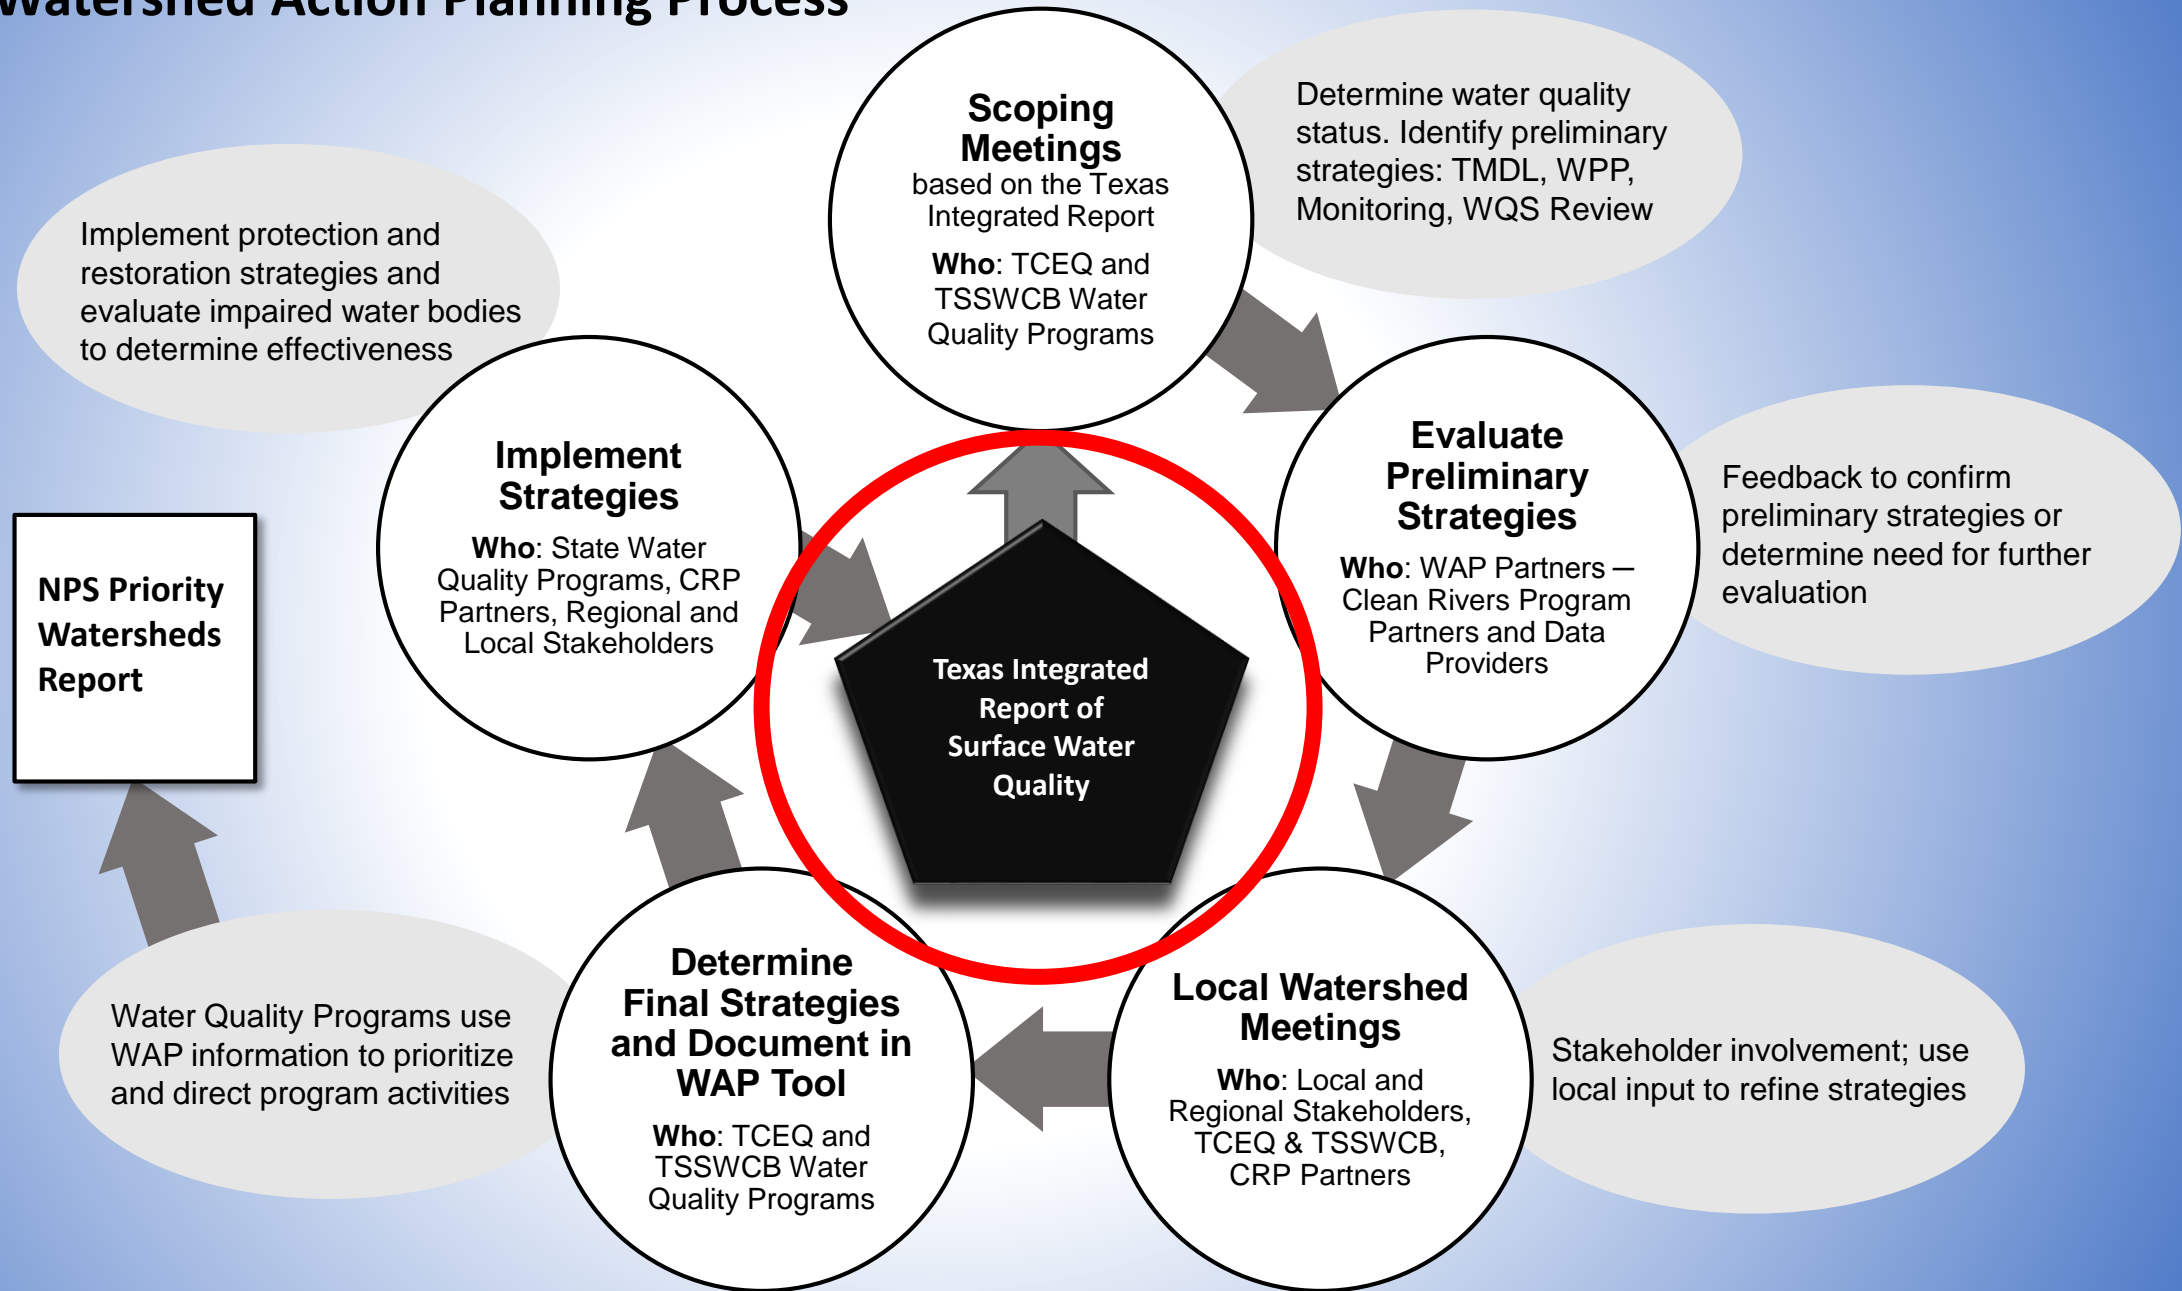 Watershed Action Planning Process
Scoping
Meetings
based on the Texas
Integrated Report
Who: TCEQ and
TSSWCB Water
Quality Programs
Determine water quality
status. Identify preliminary
strategies: TMDL, WPP,
Monitoring, WQS Review
Evaluate
Preliminary
Strategies
Who: WAP Partners –
Clean Rivers Program
Partners and Data
Providers
Feedback to confirm
preliminary strategies or
determine need for further
evaluation
Local Watershed
Meetings
Who: Local and
Regional Stakeholders,
TCEQ & TSSWCB,
CRP Partners
Stakeholder involvement; use
local input to refine strategies
Determine
Final Strategies
and Document in
WAP Tool
Who: TCEQ and
TSSWCB Water
Quality Programs
Water Quality Programs use
WAP information to prioritize
and direct program activities
NPS Priority
Watersheds
Report
Implement
Strategies
Who: State Water
Quality Programs, CRP
Partners, Regional and
Local Stakeholders
Implement protection and
restoration strategies and
evaluate impaired water bodies
to determine effectiveness
Texas Integrated
Report of
Surface Water
Quality